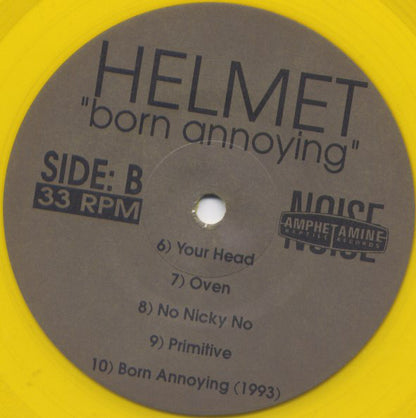 HELMET
"born annoying"
SIDE: B
33 RPM
NOISE
AMPHETAMINE
REPTILE RECORDS
NOISE
6) Your Head
7) Oven
8) No Nicky No
9) Primitive
10) Born Annoying (1993)